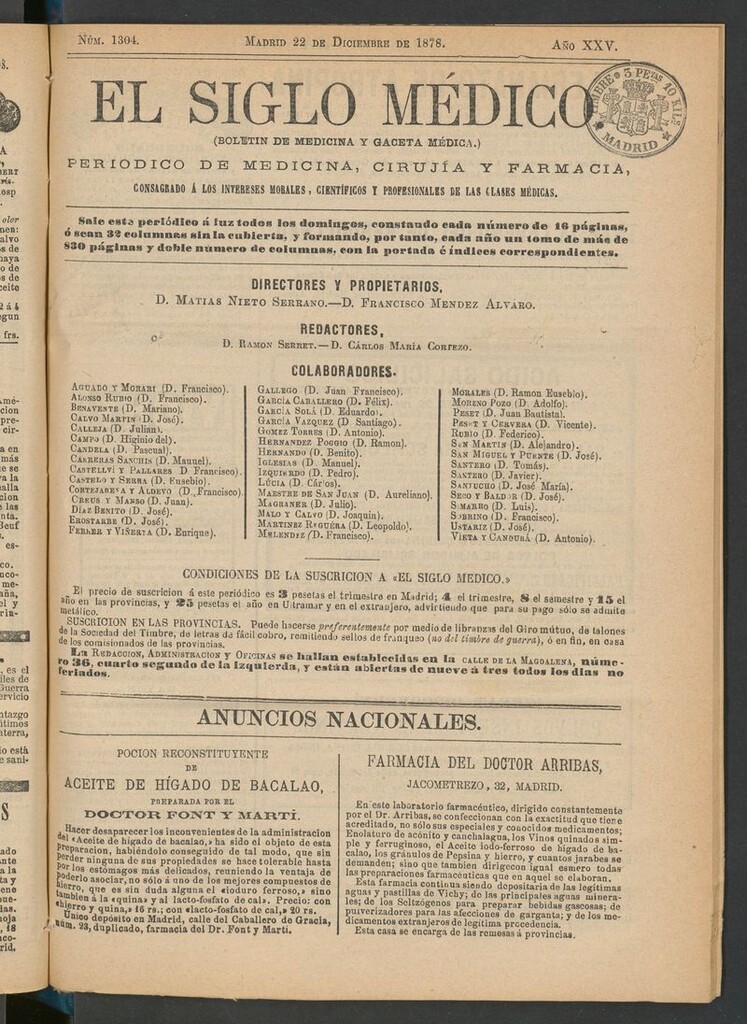 Núm. 1304.
Madrid 22 de Diciembre de 1878.
Año XXV.
EL SIGLO MÉDICO
TIMBRE 3 PETAS 10 KILS
MADRID
(BOLETIN DE MEDICINA Y GACETA MÉDICA.)
PERIODICO DE MEDICINA, CIRUJÍA Y FARMACIA,
CONSAGRADO Á LOS INTERESES MORALES, CIENTÍFICOS Y PROFESIONALES DE LAS CLASES MÉDICAS.
Sale este periódico á luz todos los domingos, constando cada número de 16 páginas,
ó sean 32 columnas sin la cubierta, y formando, por tanto, cada año un tomo de más de
830 páginas y doble número de columnas, con la portada é índices correspondientes.
DIRECTORES Y PROPIETARIOS,
D. Matias Nieto Serrano.—D. Francisco Mendez Alvaro.
REDACTORES,
D. Ramon Serret.—D. Cárlos María Cortezo.
COLABORADORES.
Aguado y Morari (D. Francisco).
Alonso Rubio (D. Francisco).
Benavente (D. Mariano).
Calvo Martin (D. José).
Calleja (D. Julian).
Campo (D. Higinio del).
Candela (D. Pascual).
Carreras Sanchis (D. Manuel).
Castellví y Pallares (D. Francisco).
Castelo y Serra (D. Eusebio).
Cortejarena y Aldevo (D. Francisco).
Creus y Manso (D. Juan).
Díaz Benito (D. José).
Erostarbe (D. José).
Ferrer y Viñerta (D. Enrique).
Gallego (D. Juan Francisco).
García Caballero (D. Félix).
García Solá (D. Eduardo).
García Vazquez (D. Santiago).
Gomez Torres (D. Antonio).
Hernandez Poggio (D. Ramon).
Hernando (D. Benito).
Iglesias (D. Manuel).
Izquierdo (D. Pedro).
Lúcia (D. Cárlos).
Maestre de San Juan (D. Aureliano).
Magraner (D. Julio).
Malo y Calvo (D. Joaquin).
Martinez Reguera (D. Leopoldo).
Melendez (D. Francisco).
Morales (D. Ramon Eusebio).
Moreno Pozo (D. Adolfo).
Peset (D. Juan Bautista).
Peset y Cervera (D. Vicente).
Rubio (D. Federico).
San Martin (D. Alejandro).
San Miguel y Puente (D. José).
Santero (D. Tomás).
Santero (D. Javier).
Santucho (D. José María).
Seco y Baldor (D. José).
Simarro (D. Luis).
Sobrino (D. Francisco).
Ustariz (D. José).
Vieta y Candurá (D. Antonio).
CONDICIONES DE LA SUSCRICION A «EL SIGLO MEDICO.»
El precio de suscricion á este periódico es 3 pesetas el trimestre en Madrid; 4 el trimestre, 8 el semestre y 15 el
año en las provincias, y 25 pesetas el año en Ultramar y en el extranjero, advirtiendo que para su pago sólo se admite
metálico.
SUSCRICION EN LAS PROVINCIAS. Puede hacerse preferentemente por medio de libranzas del Giro mútuo, de talones
de la Sociedad del Timbre, de letras de fácil cobro, remitiendo sellos de franqueo (no del timbre de guerra), ó en fin, en casa
de los comisionados de las provincias.
La Redaccion, Administracion y Oficinas se hallan establecidas en la calle de la Magdalena, núme-
ro 36, cuarto segundo de la izquierda, y están abiertas de nueve á tres todos los dias no
feriados.
ANUNCIOS NACIONALES.
POCION RECONSTITUYENTE
DE
ACEITE DE HÍGADO DE BACALAO,
PREPARADA POR EL
DOCTOR FONT Y MARTÍ.
Hacer desaparecer los inconvenientes de la administracion
del «Aceite de hígado de bacalao,» ha sido el objeto de esta
preparacion, habiéndolo conseguido de tal modo, que sin
perder ninguna de sus propiedades se hace tolerable hasta
por los estómagos más delicados, reuniendo la ventaja de
poderlo asociar, no sólo á uno de los mejores compuestos de
hierro, que es sin duda alguna el «ioduro ferroso,» sino
tambien á la «quina» y al lacto-fosfato de cal». Precio: con
«hierro y quina,» 16 rs.; con «lacto-fosfato de cal,» 20 rs.
Unico depósito en Madrid, calle del Caballero de Gracia,
núm. 23, duplicado, farmacia del Dr. Font y Martí.
FARMACIA DEL DOCTOR ARRIBAS,
JACOMETREZO, 32, MADRID.
En este laboratorio farmacéutico, dirigido constantemente
por el Dr. Arribas, se confeccionan con la exactitud que tiene
acreditado, no sólo sus especiales y conocidos medicamentos;
Enolaturo de acónito y canchalagua, los Vinos quinados sim-
ple y ferruginoso, el Aceite iodo-ferroso de hígado de ba-
calao, los gránulos de Pepsina y hierro, y cuantos jarabes se
demanden; sino que tambien dirigecon igual esmero todas
las preparaciones farmacéuticas que en aquel se elaboran.
Esta farmacia continua siendo depositaria de las legítimas
aguas y pastillas de Vichy; de las principales aguas minera-
les; de los Seltzógenos para preparar bebidas gaseosas; de
pulverizadores para las afecciones de garganta; y de los me-
dicamentos extranjeros de legítima procedencia.
Esta casa se encarga de las remesas á provincias.